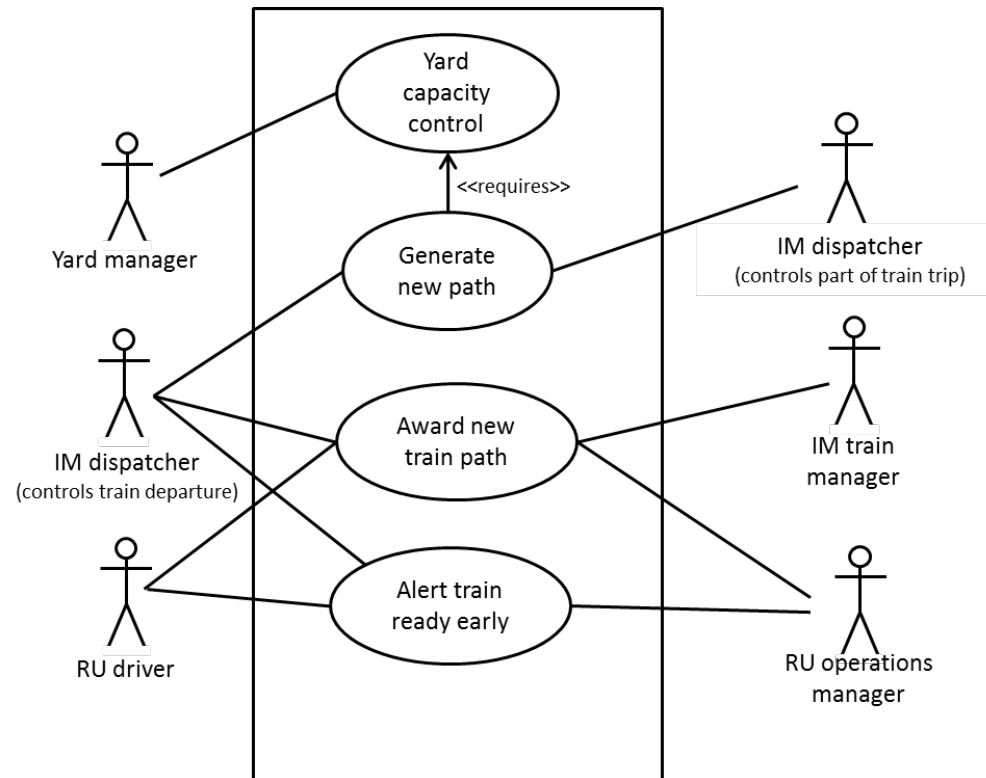 Yard
capacity
control
<<requires>>
Yard manager
Generate
new path
IM dispatcher
(controls part of train trip)
IM dispatcher
(controls train departure)
Award new
train path
IM train
manager
RU driver
Alert train
ready early
RU operations
manager